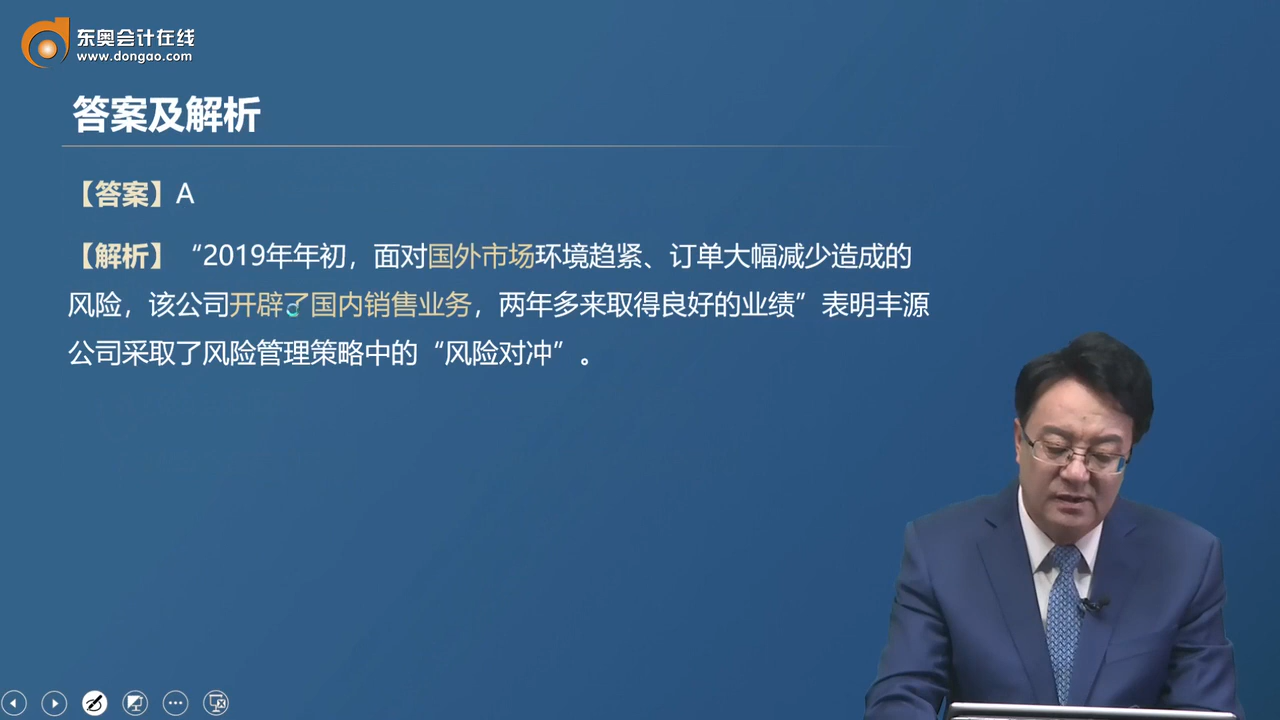 东奥会计在线
www.dongao.com
答案及解析
【答案】A
【解析】“2019年年初，面对国外市场环境趋紧、订单大幅减少造成的
风险，该公司开辟了国内销售业务，两年多来取得良好的业绩”表明丰源
公司采取了风险管理策略中的“风险对冲”。